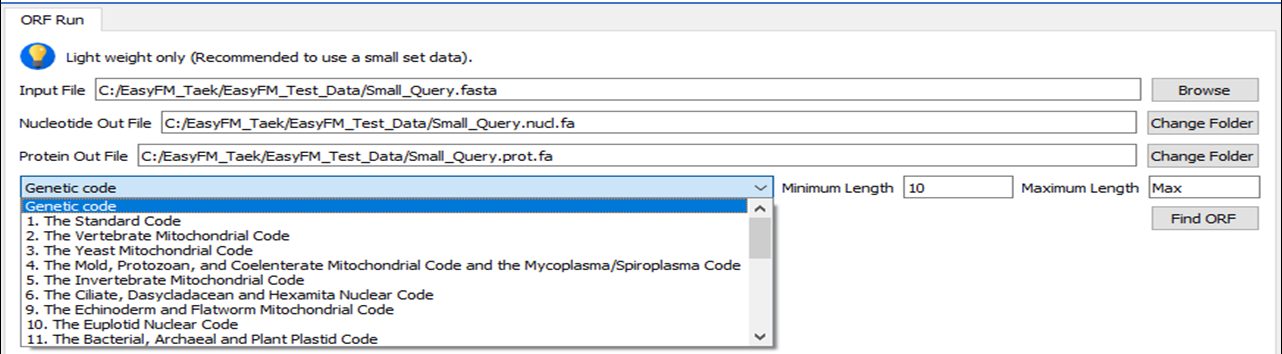 ORF Run
Light weight only (Recommended to use a small set data).
Input File C:/EasyFM_Taek/EasyFM_Test_Data/Small_Query.fasta Browse
Nucleotide Out File C:/EasyFM_Taek/EasyFM_Test_Data/Small_Query.nucl.fa Change Folder
Protein Out File C:/EasyFM_Taek/EasyFM_Test_Data/Small_Query.prot.fa Change Folder
Genetic code Minimum Length 10 Maximum Length Max
Genetic code
1. The Standard Code Find ORF
2. The Vertebrate Mitochondrial Code
3. The Yeast Mitochondrial Code
4. The Mold, Protozoan, and Coelenterate Mitochondrial Code and the Mycoplasma/Spiroplasma Code
5. The Invertebrate Mitochondrial Code
6. The Ciliate, Dasycladacean and Hexamita Nuclear Code
9. The Echinoderm and Flatworm Mitochondrial Code
10. The Euplotid Nuclear Code
11. The Bacterial, Archaeal and Plant Plastid Code